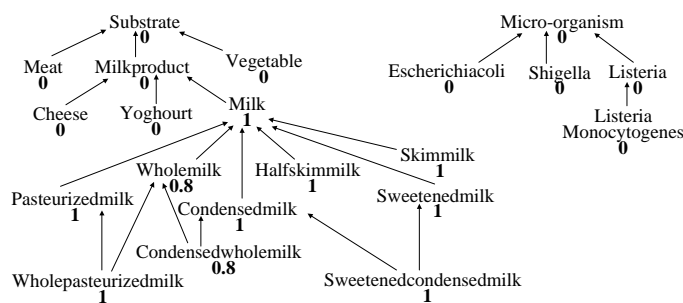 Substrate
0
Micro-organism
0
Meat
0
Milkproduct
0
Vegetable
0
Escherichiacoli
0
Shigella
0
Listeria
0
Cheese
0
Yoghourt
0
Milk
1
Listeria
Monocytogenes
0
Pasteurizedmilk
1
Wholemilk
0.8
Condensedmilk
1
Halfskimmilk
1
Skimmilk
1
Sweetenedmilk
1
Condensedwholemilk
0.8
Wholepasteurizedmilk
1
Sweetenedcondensedmilk
1